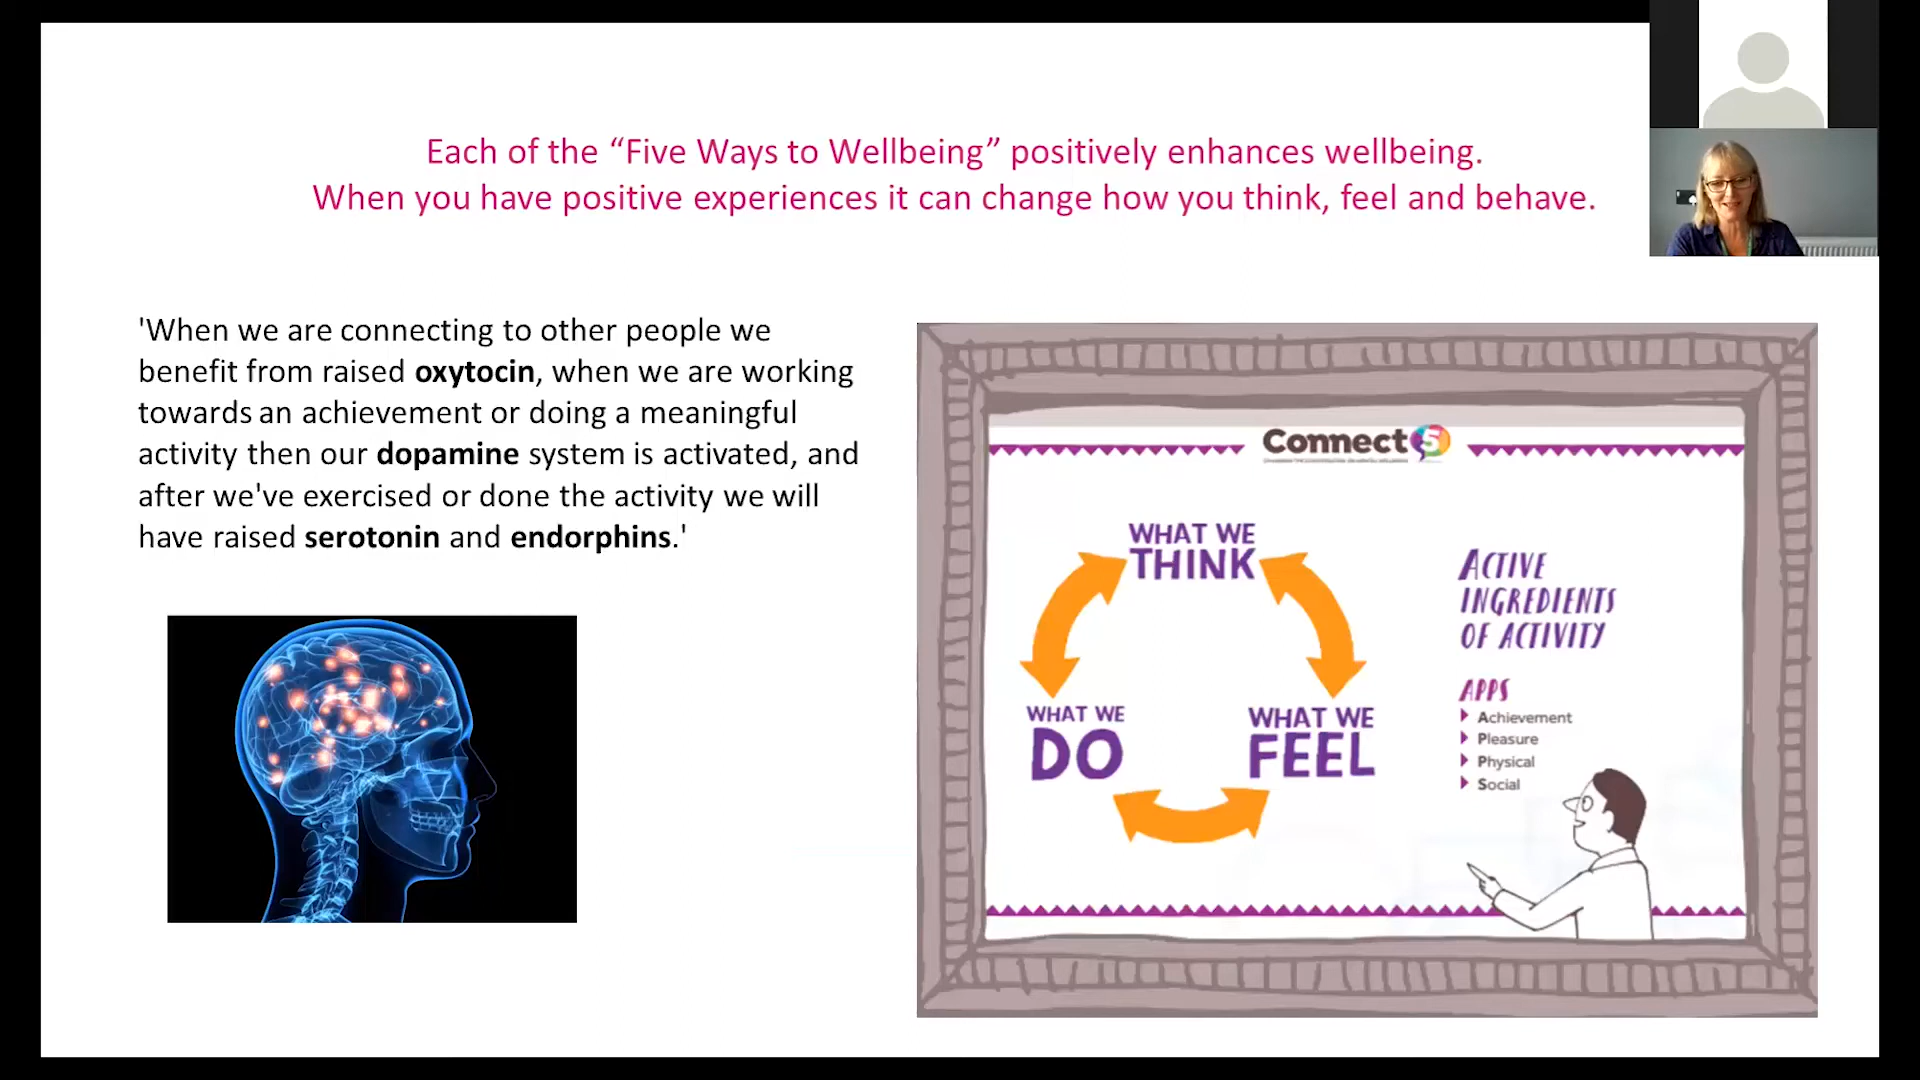 Each of the “Five Ways to Wellbeing” positively enhances wellbeing.
When you have positive experiences it can change how you think, feel and behave.
'When we are connecting to other people we
benefit from raised oxytocin, when we are working
towards an achievement or doing a meaningful
activity then our dopamine system is activated, and
after we've exercised or done the activity we will
have raised serotonin and endorphins.'
Connect 5
WHAT WE
THINK
WHAT WE
DO
WHAT WE
FEEL
ACTIVE
INGREDIENTS
OF ACTIVITY
APPS
Achievement
Pleasure
Physical
Social